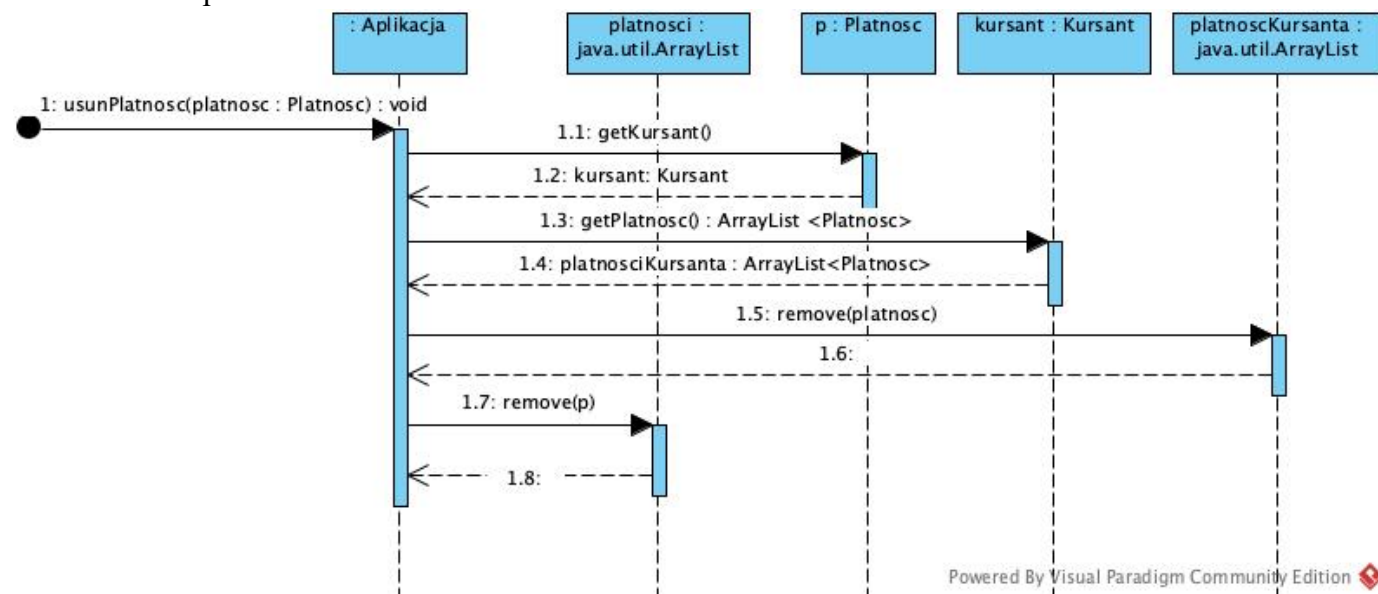 : Aplikacja
platnosci :
java.util.ArrayList
p : Platnosc
kursant : Kursant
platnoscKursanta :
java.util.ArrayList
1: usunPlatnosc(platnosc : Platnosc) : void
1.1: getKursant()
1.2: kursant: Kursant
1.3: getPlatnosc() : ArrayList <Platnosc>
1.4: platnosciKursanta : ArrayList<Platnosc>
1.5: remove(platnosc)
1.6:
1.7: remove(p)
1.8:
Powered By Visual Paradigm Community Edition